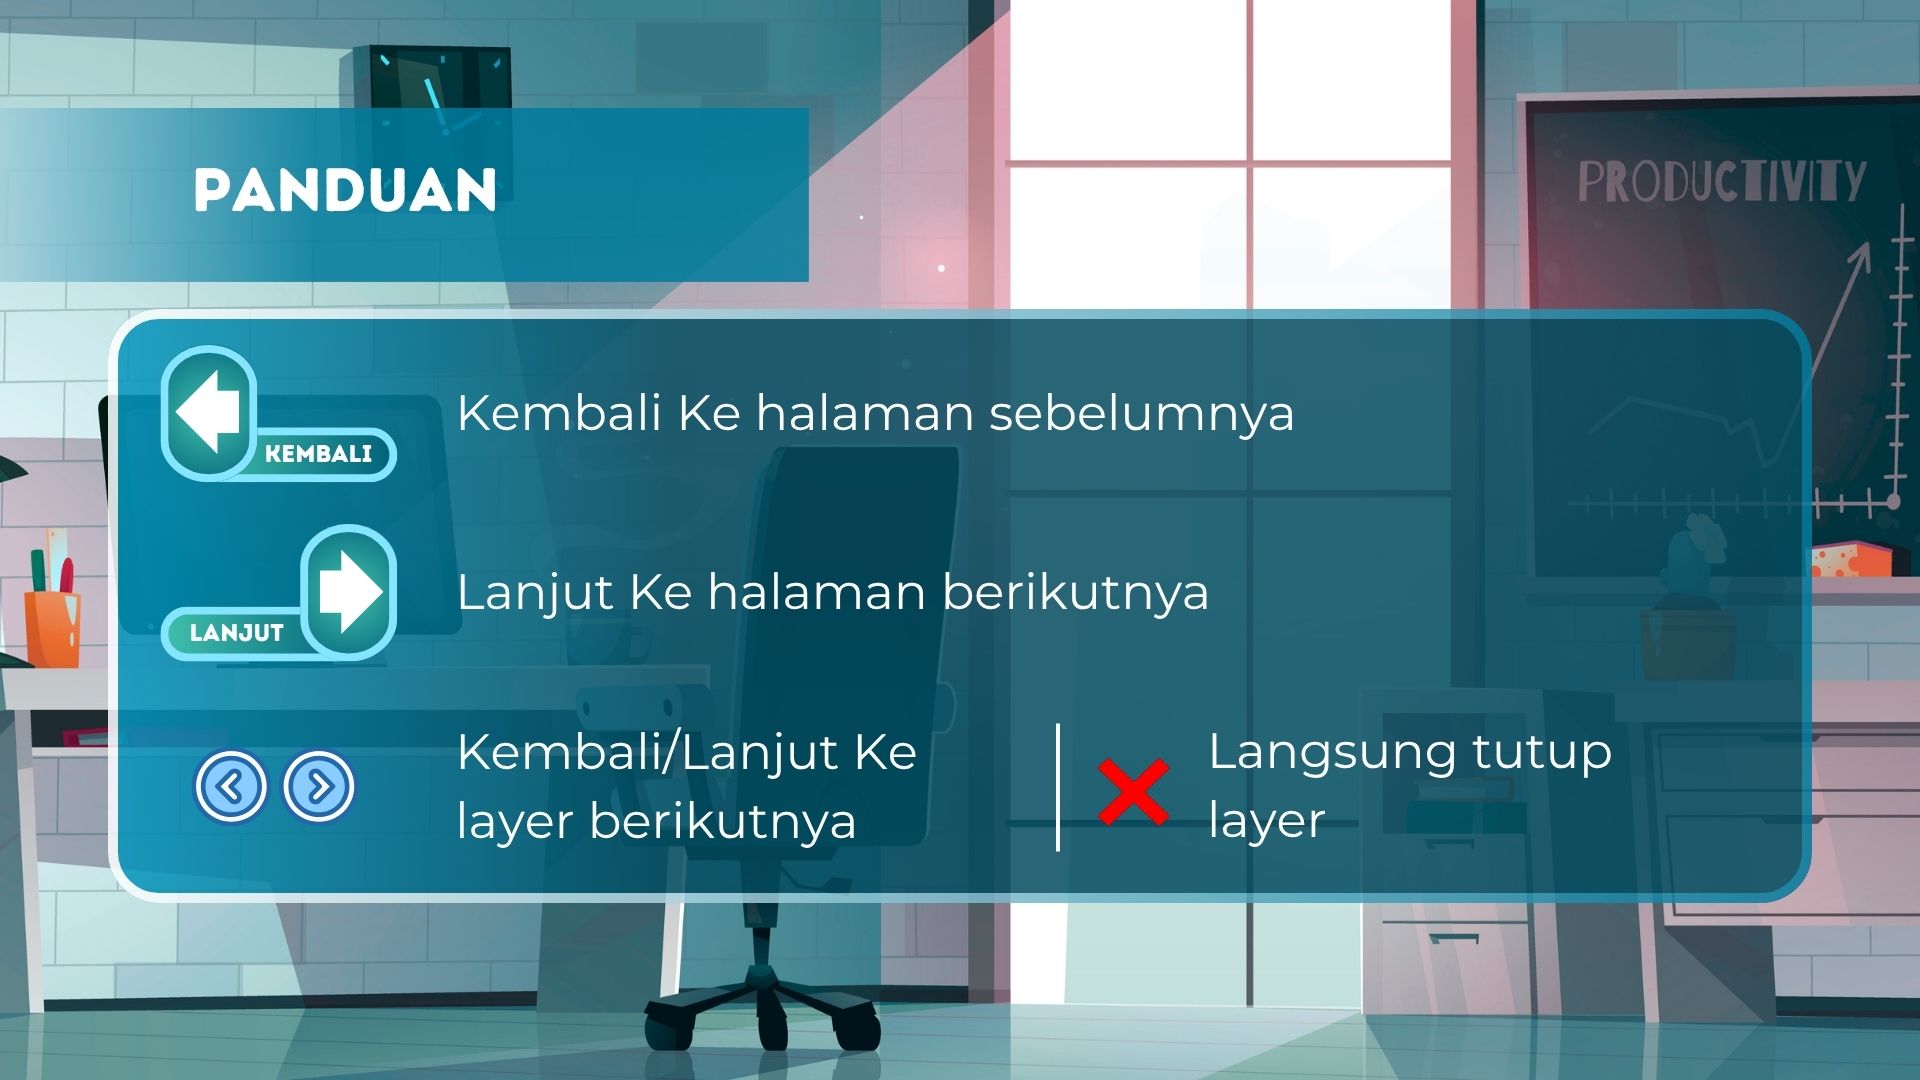 PANDUAN
PRODUCTIVITY
Kembali Ke halaman sebelumnya
KEMBALI
Lanjut Ke halaman berikutnya
LANJUT
Kembali/Lanjut Ke
layer berikutnya
Langsung tutup
layer